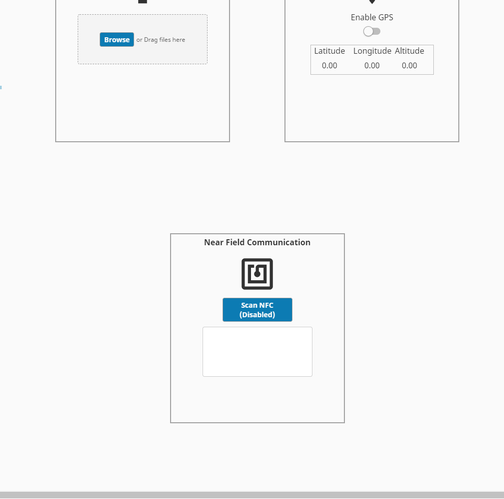 Browse or Drag files here
Enable GPS
Latitude Longitude Altitude
0.00 0.00 0.00
Near Field Communication
Scan NFC
(Disabled)